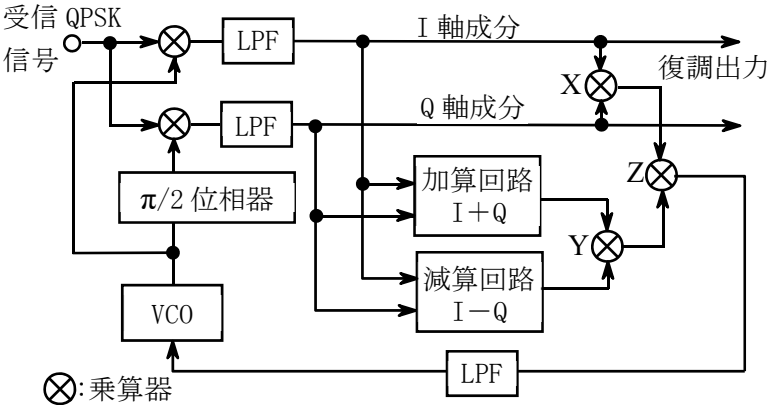 受信 QPSK
信号
LPF
I 軸成分
復調出力
X
LPF
Q 軸成分
π/2 位相器
加算回路
I＋Q
Z
Y
減算回路
I－Q
VCO
LPF
:乗算器